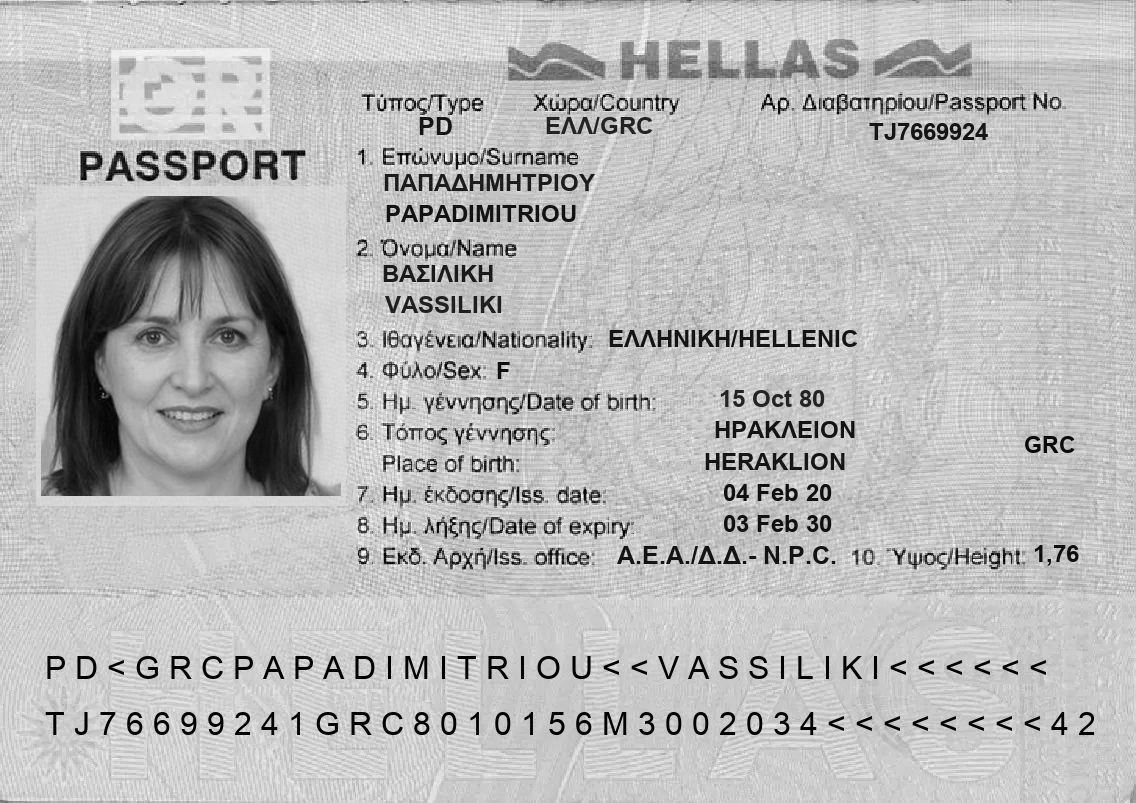 GR
HELLAS
PASSPORT
Τύπος/Type Χώρα/Country Αρ. Διαβατηρίου/Passport No.
PD ΕΛΛ/GRC TJ7669924
1. Επώνυμο/Surname
ΠΑΠΑΔΗΜΗΤΡΙΟΥ
PAPADIMITRIOU
2. Όνομα/Name
ΒΑΣΙΛΙΚΗ
VASSILIKI
3. Ιθαγένεια/Nationality: ΕΛΛΗΝΙΚΗ/HELLENIC
4. Φύλο/Sex: F
5. Ημ. γέννησης/Date of birth: 15 Oct 80
6. Τόπος γέννησης: ΗΡΑΚΛΕΙΟΝ
Place of birth: HERAKLION GRC
7. Ημ. έκδοσης/Iss. date: 04 Feb 20
8. Ημ. λήξης/Date of expiry: 03 Feb 30
9. Εκδ. Αρχή/Iss. office: Α.Ε.Α./Δ.Δ.- N.P.C. 10. Ύψος/Height: 1,76
HELLAS
PD<GRCPAPADIMITRIOU<<VASSILIKI<<<<<<
TJ76699241GRC8010156M3002034<<<<<<<<42